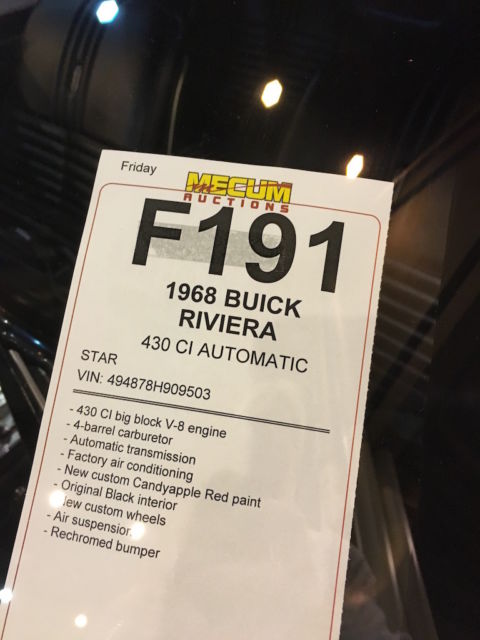 Friday
MECUM
AUCTIONS
F191
1968 BUICK
RIVIERA
430 CI AUTOMATIC
STAR
VIN: 494878H909503
- 430 CI big block V-8 engine
- 4-barrel carburetor
- Automatic transmission
- Factory air conditioning
- New custom Candyapple Red paint
- Original Black interior
- New custom wheels
- Air suspension
- Rechromed bumper